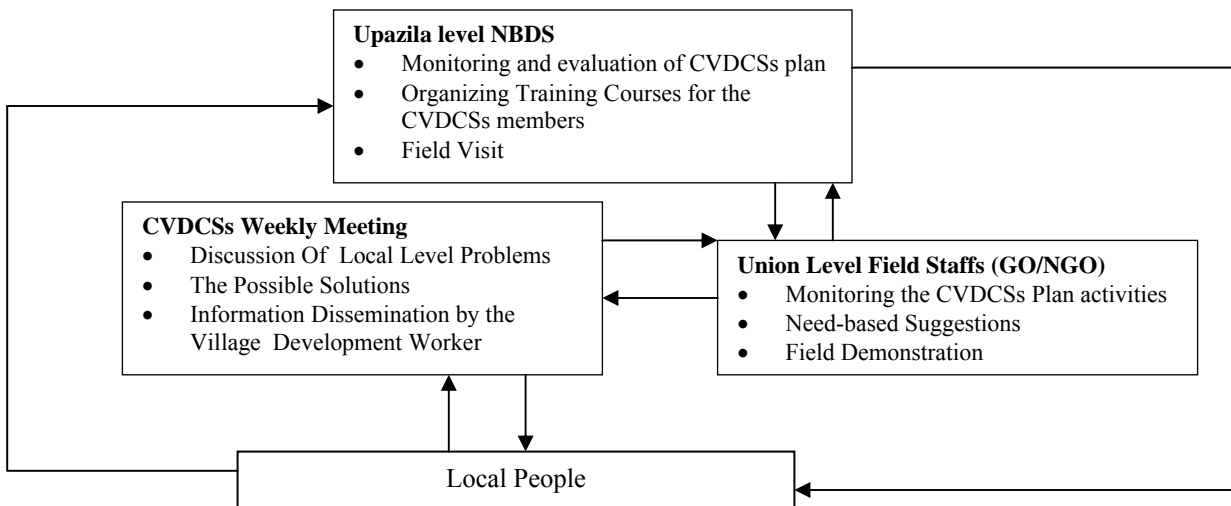 Upazila level NBDS
• Monitoring and evaluation of CVDCSs plan
• Organizing Training Courses for the
CVDCSs members
• Field Visit
CVDCSs Weekly Meeting
• Discussion Of Local Level Problems
• The Possible Solutions
• Information Dissemination by the
Village Development Worker
Union Level Field Staffs (GO/NGO)
• Monitoring the CVDCSs Plan activities
• Need-based Suggestions
• Field Demonstration
Local People